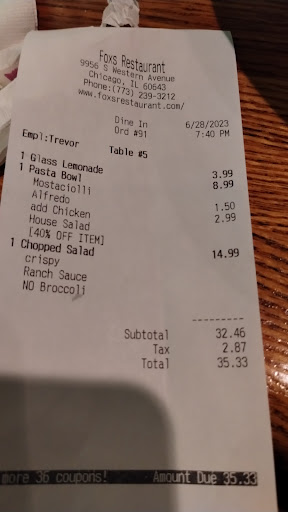 Foxs Restaurant
9956 S Western Avenue
Chicago, IL 60643
Phone:(773) 239-3212
www.foxsrestaurant.com/
Dine In 6/28/2023
Ord #91 7:40 PM
Empl:Trevor Table #5
1 Glass Lemonade 3.99
1 Pasta Bowl 8.99
Mostaciolli
Alfredo 1.50
add Chicken 2.99
House Salad
[40% OFF ITEM]
1 Chopped Salad 14.99
crispy
Ranch Sauce
NO Broccoli
---------
Subtotal 32.46
Tax 2.87
Total 35.33
more 36 coupons! Amount Due 35.33